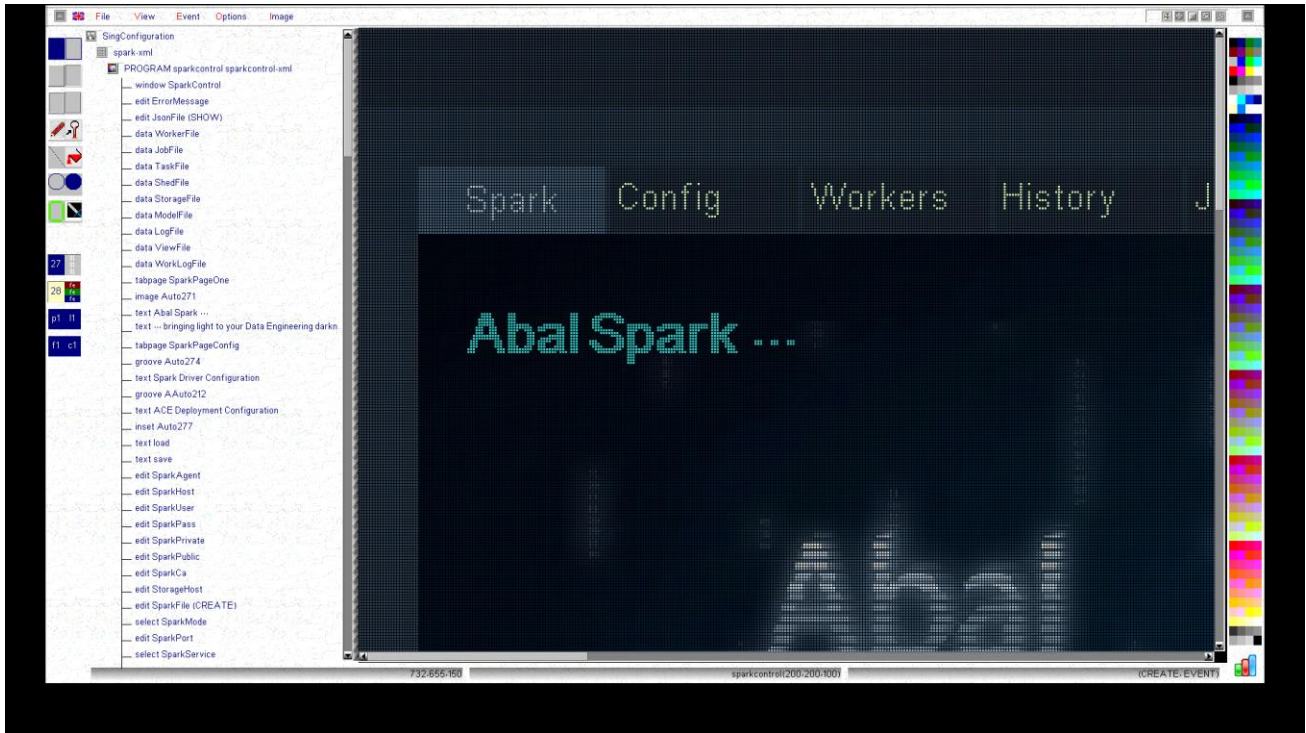 File View Event Options Image
SingConfiguration
spark-xml
PROGRAM sparkcontrol sparkcontrol-xml
window SparkControl
edit ErrorMessage
edit JsonFile (SHOW)
data WorkerFile
data JobFile
data TaskFile
data ShedFile
data StorageFile
data ModelFile
data LogFile
data ViewFile
data WorkLogFile
tabpage SparkPageOne
image Auto271
text Abal Spark ---
text --- bringing light to your Data Engineering darkn
tabpage SparkPageConfig
groove Auto274
text Spark Driver Configuration
groove AAuto212
text ACE Deployment Configuration
inset Auto277
text load
text save
edit SparkAgent
edit SparkHost
edit SparkUser
edit SparkPass
edit SparkPrivate
edit SparkPublic
edit SparkCa
edit StorageHost
edit SparkFile (CREATE)
select SparkMode
edit SparkPort
select SparkService
27
28
p1 l1
f1 c1
Spark Config Workers History J
Abal Spark ---
Abal
732-655-150 sparkcontrol(200-200-100) (CREATE- EVENT)